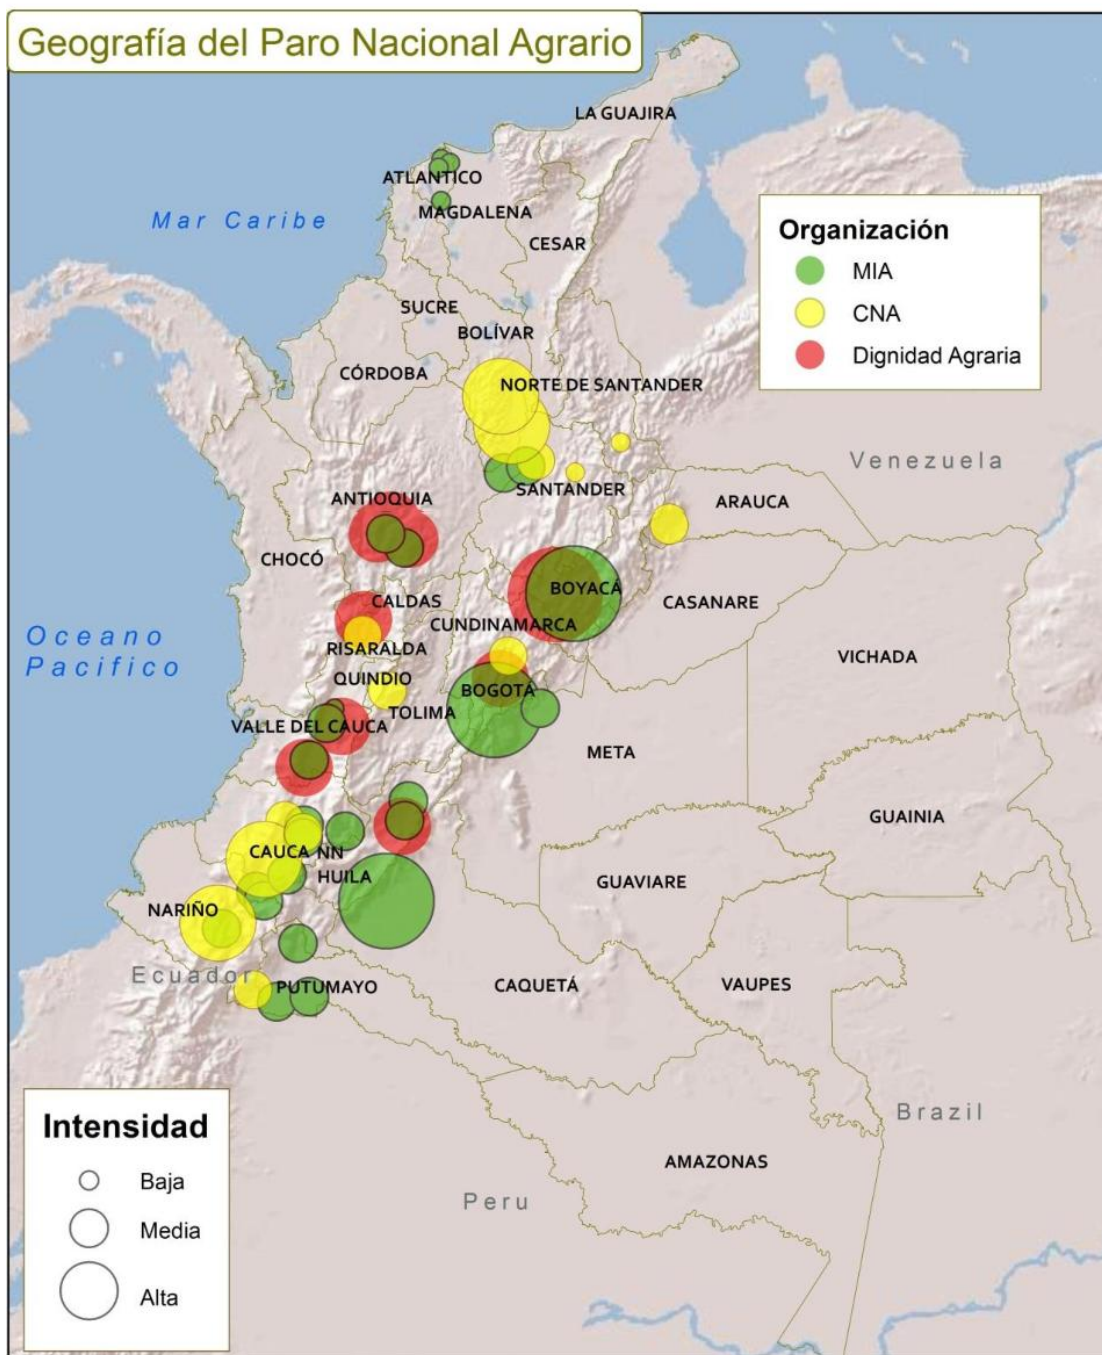 Geografía del Paro Nacional Agrario
LA GUAJIRA
ATLANTICO
MAGDALENA
Mar Caribe
CESAR
Organización
MIA
CNA
Dignidad Agraria
SUCRE
BOLÍVAR
CÓRDOBA
NORTE DE SANTANDER
Venezuela
SANTANDER
ANTIOQUIA
ARAUCA
CHOCÓ
BOYACÁ
CALDAS
CASANARE
CUNDINAMARCA
Oceano
Pacifico
RISARALDA
VICHADA
QUINDIO
BOGOTÁ
TOLIMA
VALLE DEL CAUCA
META
GUAINIA
CAUCA NN
HUILA
GUAVIARE
NARIÑO
Ecuador
PUTUMAYO
CAQUETÁ
VAUPES
Intensidad
Baja
Media
Alta
Brazil
AMAZONAS
Peru